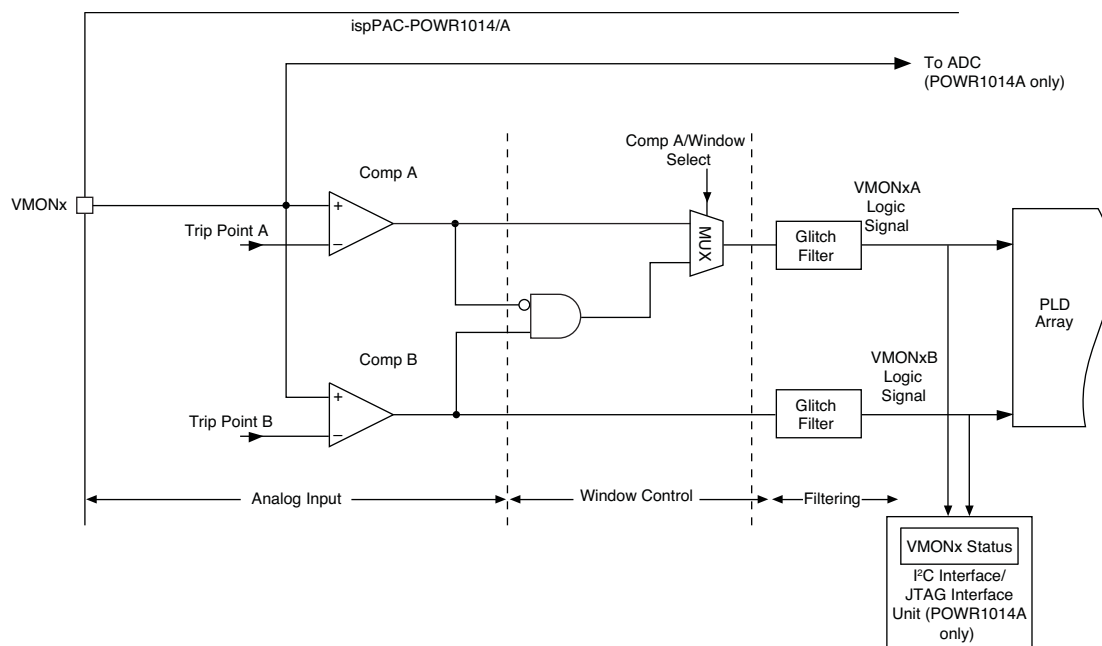 ispPAC-POWR1014/A
To ADC
(POWR1014A only)
Comp A/Window
Select
Comp A
VMONx
+
–
Trip Point A
MUX
Glitch
Filter
VMONxA
Logic
Signal
PLD
Array
Comp B
+
–
Trip Point B
Glitch
Filter
VMONxB
Logic
Signal
Analog Input
Window Control
Filtering
VMONx Status
I²C Interface/
JTAG Interface
Unit (POWR1014A
only)